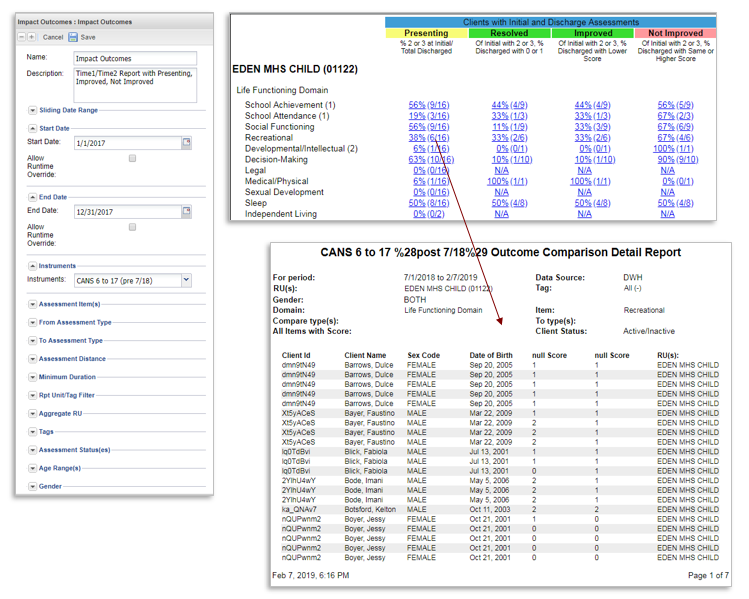 Impact Outcomes : Impact Outcomes
Cancel Save
Name: Impact Outcomes
Description: Time1/Time2 Report with Presenting,
Improved, Not Improved
Sliding Date Range
Start Date
Start Date: 1/1/2017
Allow
Runtime
Override:
End Date
End Date: 12/31/2017
Allow
Runtime
Override:
Instruments
Instruments: CANS 6 to 17 (pre 7/18)
Assessment Item(s)
From Assessment Type
To Assessment Type
Assessment Distance
Minimum Duration
Rpt Unit/Tag Filter
Aggregate RU
Tags
Assessment Status(es)
Age Range(s)
Gender
Clients with Initial and Discharge Assessments
Presenting Resolved Improved Not Improved
% 2 or 3 at Initial/ Of Initial with 2 or 3, % Of Initial with 2 or 3, % Of Initial with 2 or 3, %
Total Discharged Discharged with 0 or 1 Discharged with Lower Discharged with Same or
Score Higher Score
EDEN MHS CHILD (01122)
Life Functioning Domain
School Achievement (1) 56% (9/16) 44% (4/9) 44% (4/9) 56% (5/9)
School Attendance (1) 19% (3/16) 33% (1/3) 33% (1/3) 67% (2/3)
Social Functioning 56% (9/16) 11% (1/9) 33% (3/9) 67% (6/9)
Recreational 38% (6/16) 33% (2/6) 33% (2/6) 67% (4/6)
Developmental/Intellectual (2) 6% (1/16) 0% (0/1) 0% (0/1) 100% (1/1)
Decision-Making 63% (10/16) 10% (1/10) 10% (1/10) 90% (9/10)
Legal 0% (0/16) N/A N/A N/A
Medical/Physical 6% (1/16) 100% (1/1) 100% (1/1) 0% (0/1)
Sexual Development 0% (0/16) N/A N/A N/A
Sleep 50% (8/16) 50% (4/8) 50% (4/8) 50% (4/8)
Independent Living 0% (0/2) N/A N/A N/A
CANS 6 to 17 %28post 7/18%29 Outcome Comparison Detail Report
For period: 7/1/2018 to 2/7/2019 Data Source: DWH
RU(s): EDEN MHS CHILD (01122) Tag: All (-)
Gender: BOTH
Domain: Life Functioning Domain Item: Recreational
Compare type(s): To type(s):
All Items with Score: Client Status: Active/Inactive
Client Id Client Name Sex Code Date of Birth null Score null Score RU(s):
dmn9tN49 Barrows, Dulce FEMALE Sep 20, 2005 1 1 EDEN MHS CHILD
dmn9tN49 Barrows, Dulce FEMALE Sep 20, 2005 1 1 EDEN MHS CHILD
dmn9tN49 Barrows, Dulce FEMALE Sep 20, 2005 1 1 EDEN MHS CHILD
dmn9tN49 Barrows, Dulce FEMALE Sep 20, 2005 1 1 EDEN MHS CHILD
dmn9tN49 Barrows, Dulce FEMALE Sep 20, 2005 1 1 EDEN MHS CHILD
Xt5yACeS Bayer, Faustino MALE Mar 22, 2009 1 1 EDEN MHS CHILD
Xt5yACeS Bayer, Faustino MALE Mar 22, 2009 2 1 EDEN MHS CHILD
Xt5yACeS Bayer, Faustino MALE Mar 22, 2009 2 1 EDEN MHS CHILD
Xt5yACeS Bayer, Faustino MALE Mar 22, 2009 2 1 EDEN MHS CHILD
lq0TdBvi Blick, Fabiola MALE Jul 13, 2001 1 1 EDEN MHS CHILD
lq0TdBvi Blick, Fabiola MALE Jul 13, 2001 1 1 EDEN MHS CHILD
lq0TdBvi Blick, Fabiola MALE Jul 13, 2001 0 1 EDEN MHS CHILD
2YlhU4wY Bode, Imani MALE May 5, 2006 2 1 EDEN MHS CHILD
2YlhU4wY Bode, Imani MALE May 5, 2006 2 1 EDEN MHS CHILD
2YlhU4wY Bode, Imani MALE May 5, 2006 2 1 EDEN MHS CHILD
ka_QNAv7 Botsford, Kelton MALE Oct 11, 2003 2 2 EDEN MHS CHILD
nQUPwnm2 Boyer, Jessy FEMALE Oct 21, 2001 1 0 EDEN MHS CHILD
nQUPwnm2 Boyer, Jessy FEMALE Oct 21, 2001 0 0 EDEN MHS CHILD
nQUPwnm2 Boyer, Jessy FEMALE Oct 21, 2001 0 0 EDEN MHS CHILD
nQUPwnm2 Boyer, Jessy FEMALE Oct 21, 2001 0 0 EDEN MHS CHILD
nQUPwnm2 Boyer, Jessy FEMALE Oct 21, 2001 0 0 EDEN MHS CHILD
Feb 7, 2019, 6:16 PM Page 1 of 7